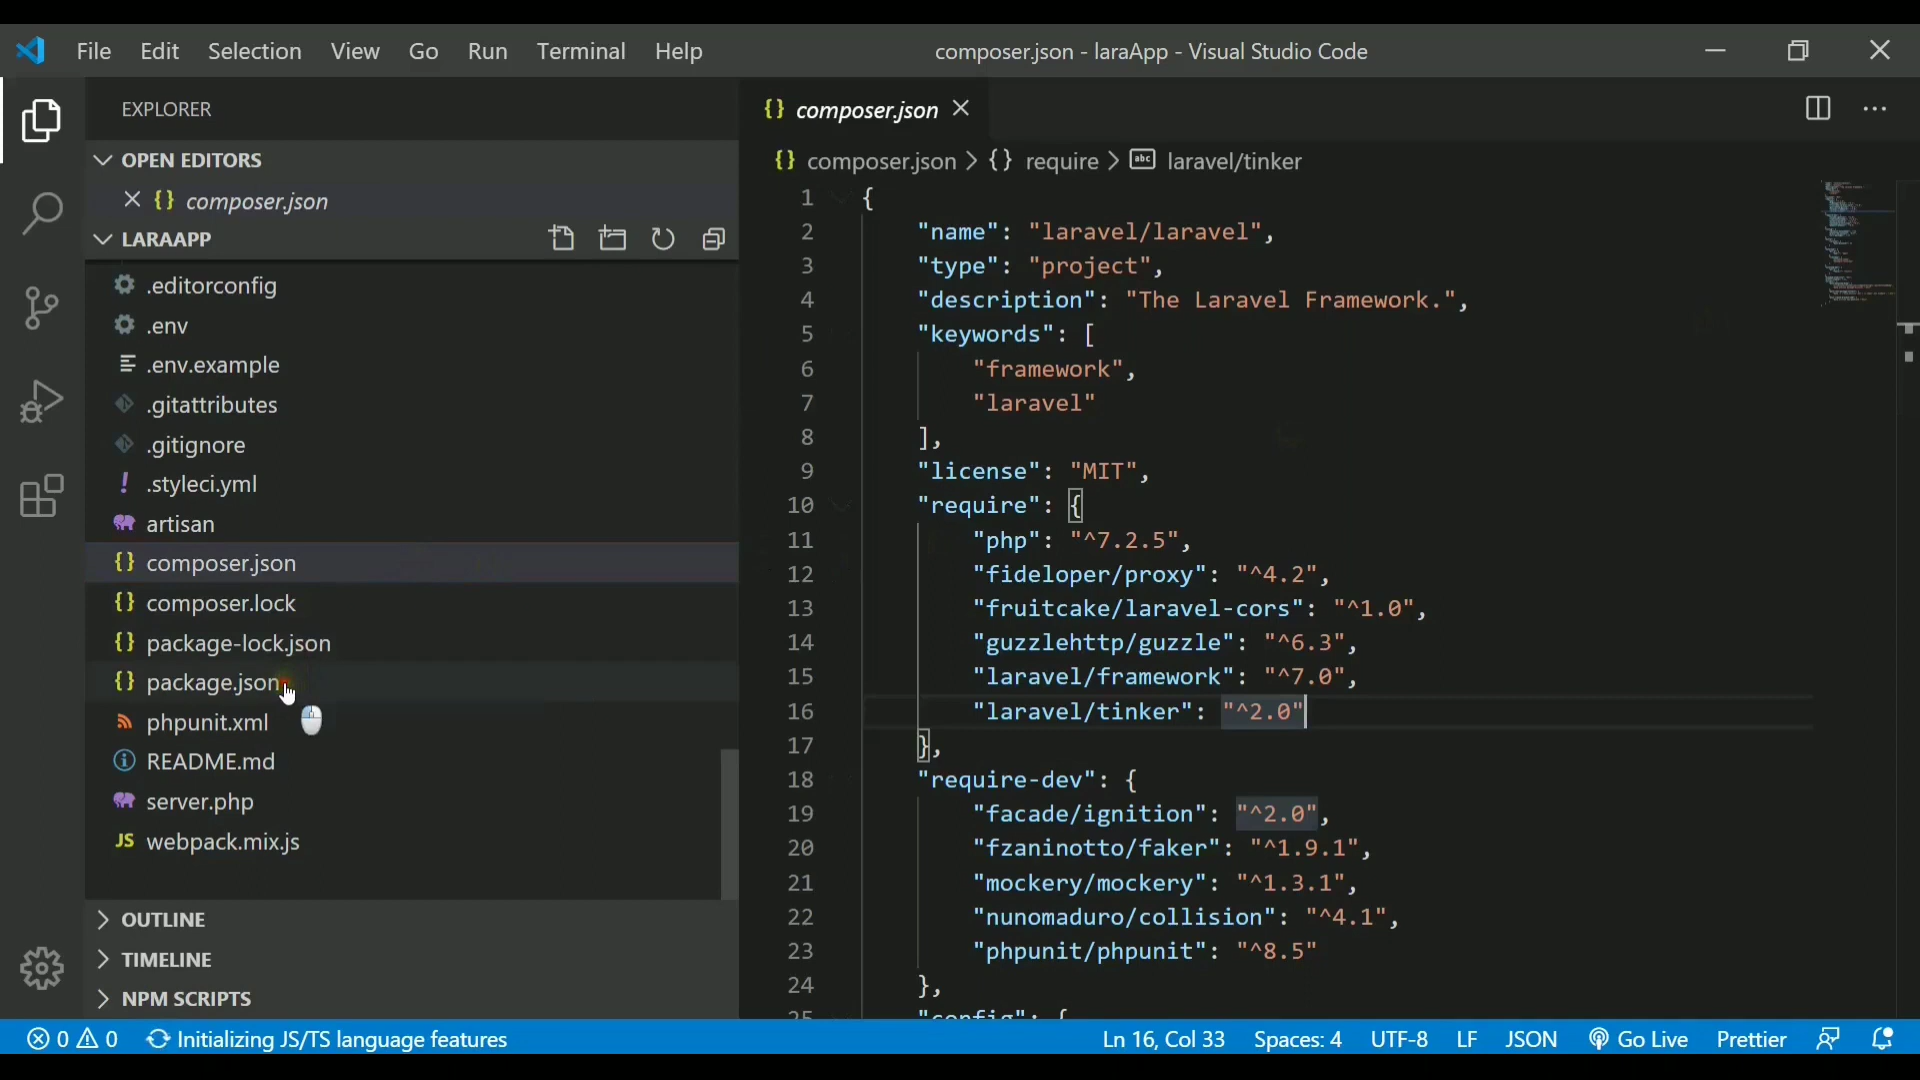 File Edit Selection View Go Run Terminal Help
composer.json - laraApp - Visual Studio Code
EXPLORER
OPEN EDITORS
{} composer.json
LARAAPP
.editorconfig
.env
.env.example
.gitattributes
.gitignore
! .styleci.yml
artisan
{} composer.json
{} composer.lock
{} package-lock.json
{} package.json
phpunit.xml
README.md
server.php
JS webpack.mix.js
OUTLINE
TIMELINE
NPM SCRIPTS
{} composer.json
{} composer.json > {} require > abc laravel/tinker
1 {
2 "name": "laravel/laravel",
3 "type": "project",
4 "description": "The Laravel Framework.",
5 "keywords": [
6 "framework",
7 "laravel"
8 ],
9 "license": "MIT",
10 "require": {
11 "php": "^7.2.5",
12 "fideloper/proxy": "^4.2",
13 "fruitcake/laravel-cors": "^1.0",
14 "guzzlehttp/guzzle": "^6.3",
15 "laravel/framework": "^7.0",
16 "laravel/tinker": "^2.0"
17 },
18 "require-dev": {
19 "facade/ignition": "^2.0",
20 "fzaninotto/faker": "^1.9.1",
21 "mockery/mockery": "^1.3.1",
22 "nunomaduro/collision": "^4.1",
23 "phpunit/phpunit": "^8.5"
24 },
25 "config": {
0 0 Initializing JS/TS language features
Ln 16, Col 33 Spaces: 4 UTF-8 LF JSON Go Live Prettier